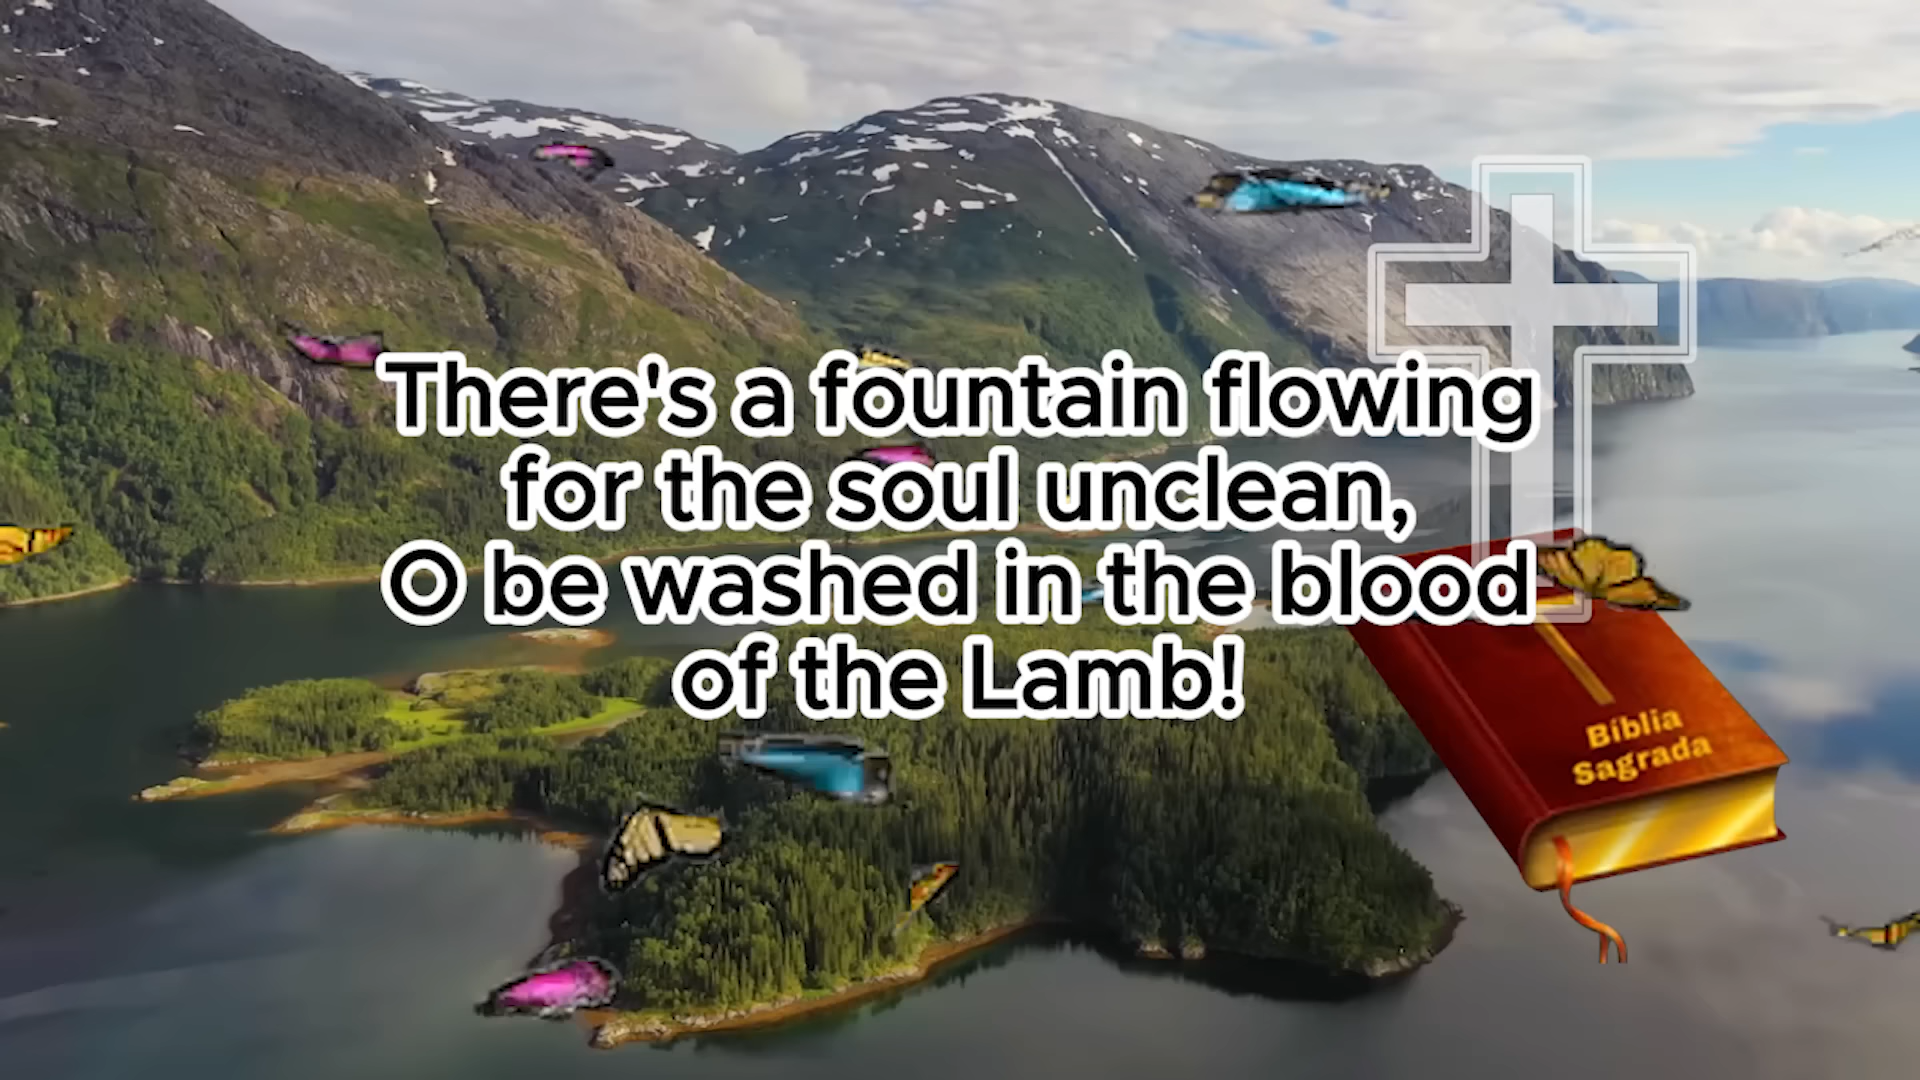 There's a fountain flowing
for the soul unclean,
O be washed in the blood
of the Lamb!
Bíblia
Sagrada